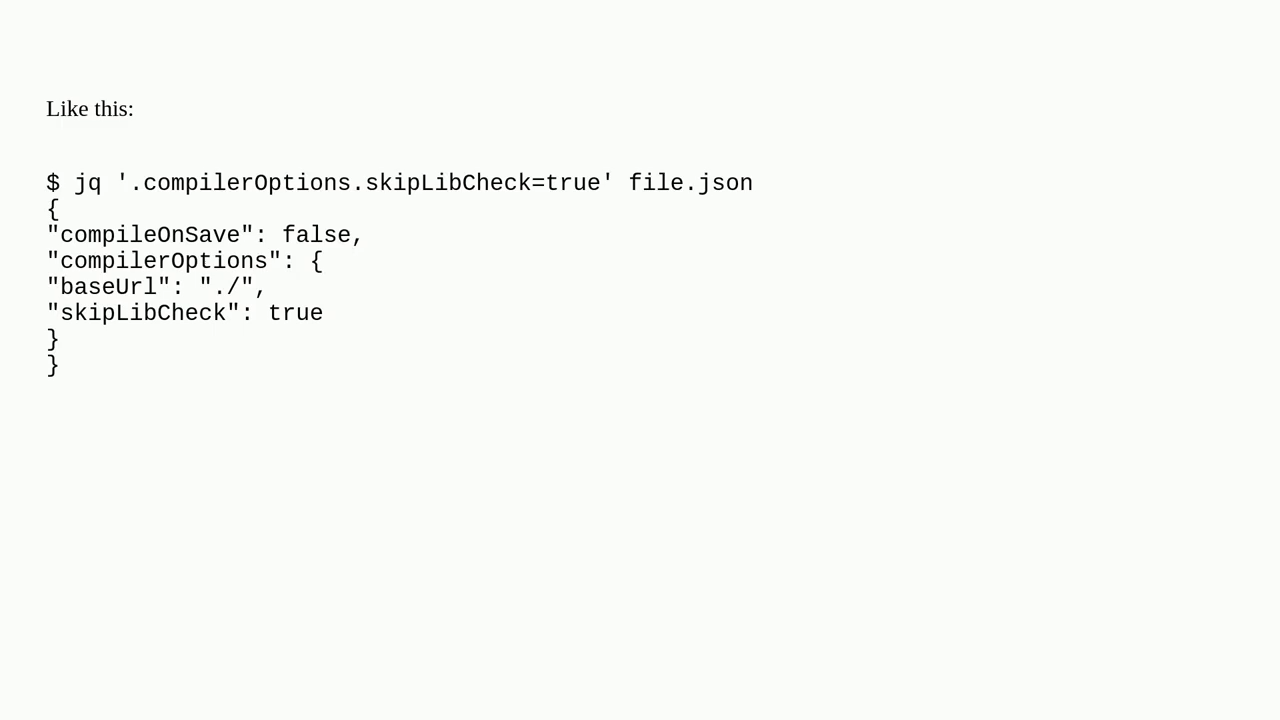 Like this:
$ jq '.compilerOptions.skipLibCheck=true' file.json
{
"compileOnSave": false,
"compilerOptions": {
"baseUrl": "./",
"skipLibCheck": true
}
}